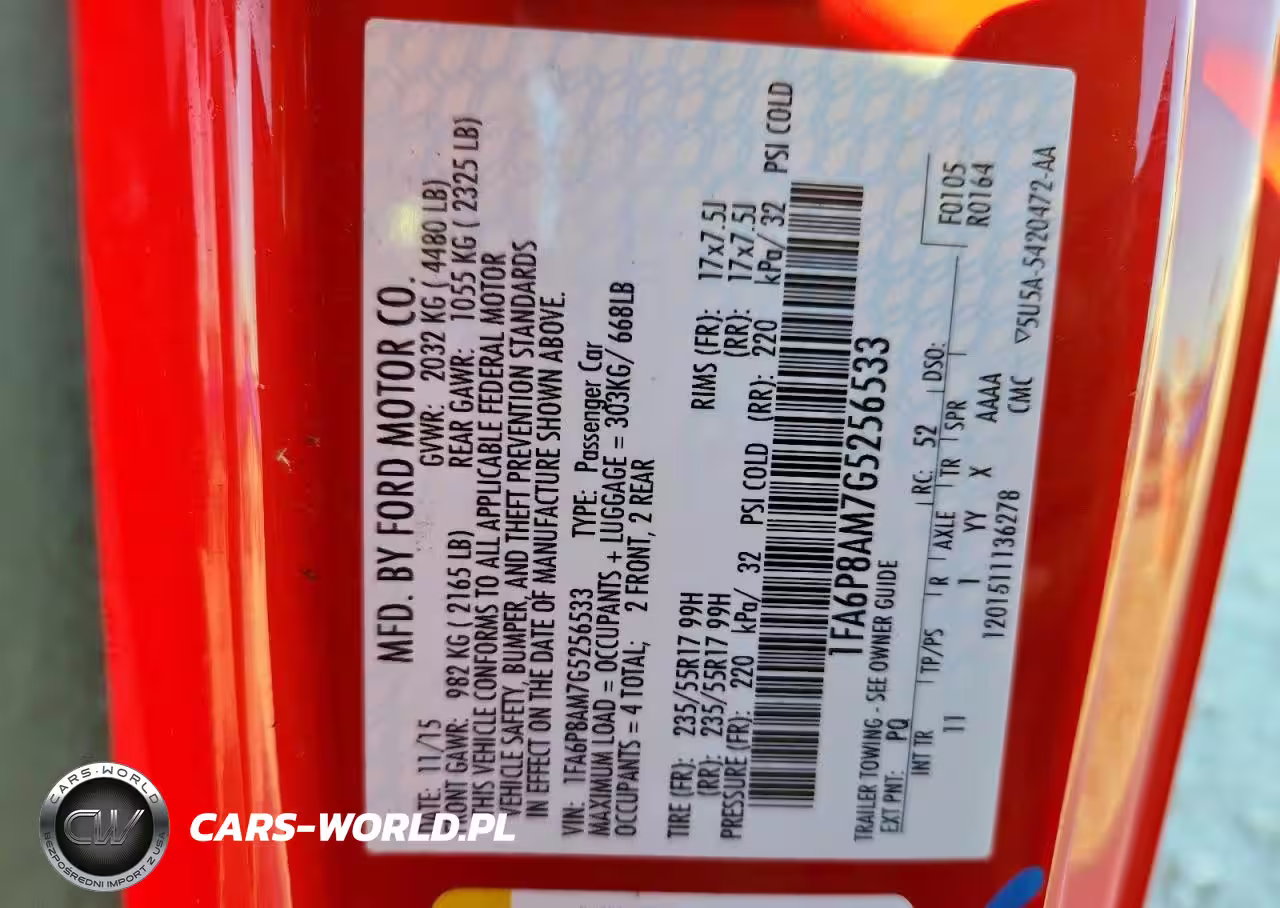 MFD. BY FORD MOTOR CO.
DATE: 11/15 GVWR: 2032 KG ( 4480 LB)
FRONT GAWR: 982 KG ( 2165 LB) REAR GAWR: 1055 KG ( 2325 LB)
THIS VEHICLE CONFORMS TO ALL APPLICABLE FEDERAL MOTOR
VEHICLE SAFETY, BUMPER, AND THEFT PREVENTION STANDARDS
IN EFFECT ON THE DATE OF MANUFACTURE SHOWN ABOVE.
VIN: 1FA6P8AM7G5256533 TYPE: Passenger Car
MAXIMUM LOAD = OCCUPANTS + LUGGAGE = 303KG/ 668LB
OCCUPANTS = 4 TOTAL; 2 FRONT, 2 REAR
TIRE (FR): 235/55R17 99H RIMS (FR): 17x7.5J
(RR): 235/55R17 99H (RR): 17x7.5J
PRESSURE (FR): 220 kPa/ 32 PSI COLD (RR): 220 kPa/ 32 PSI COLD
1FA6P8AM7G5256533
TRAILER TOWING - SEE OWNER GUIDE
EXT PNT: PQ RC: 52 DSO: F0105
INT TR TP/PS R AXLE TR SPR R0164
11 I YY X AAAA
120151113627B CMC ▽5U5A-5420472-AA
CARS-WORLD
CW
BEZPOŚREDNI IMPORT Z USA
CARS-WORLD.PL